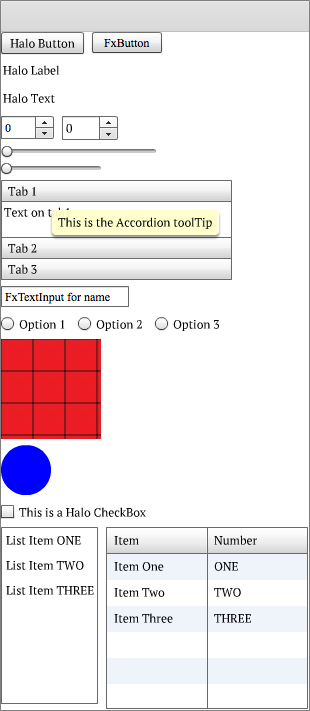 Halo Button FxButton
Halo Label
Halo Text
0 0
Tab 1
Text on
This is the Accordion toolTip
Tab 2
Tab 3
FxTextInput for name
Option 1 Option 2 Option 3
This is a Halo CheckBox
List Item ONE
List Item TWO
List Item THREE
Item Number
Item One ONE
Item Two TWO
Item Three THREE